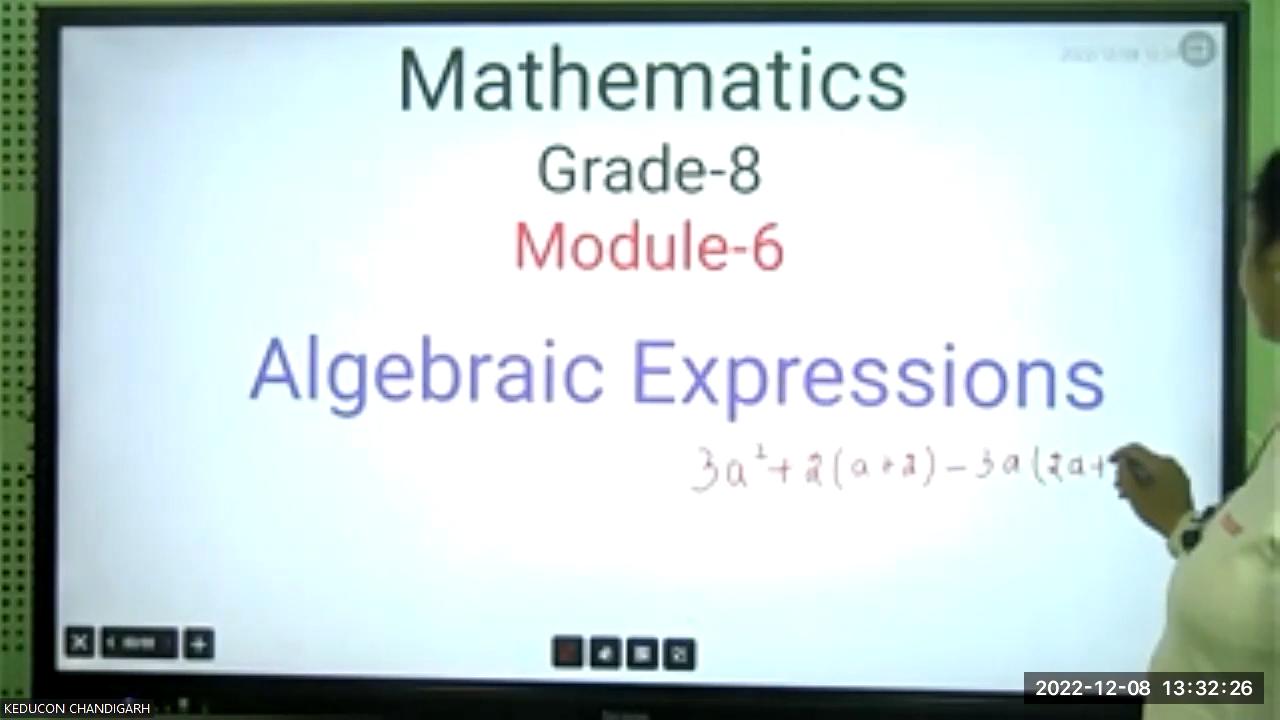 Mathematics
Grade-8
Module-6
Algebraic Expressions
3a²+2(a+2)-3a(2a+
KEDUCON CHANDIGARH
2022-12-08 13:32:26